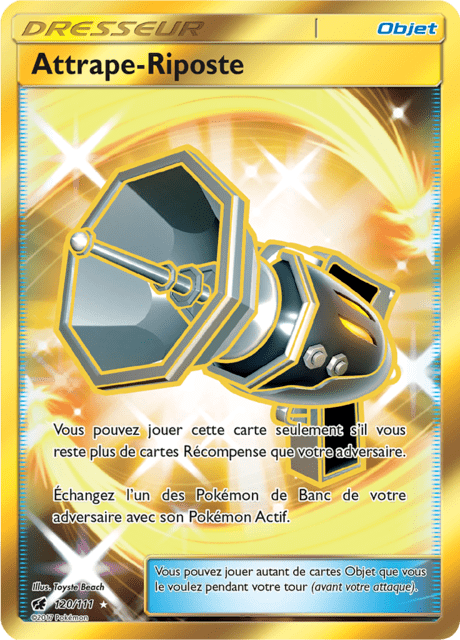 DRESSEUR
Objet
Attrape-Riposte
Vous pouvez jouer cette carte seulement s'il vous
reste plus de cartes Récompense que votre adversaire.
Échangez l'un des Pokémon de Banc de votre
adversaire avec son Pokémon Actif.
Vous pouvez jouer autant de cartes Objet que vous
le voulez pendant votre tour (avant votre attaque).
Illus. Toyste Beach
120/111
©2017 Pokémon